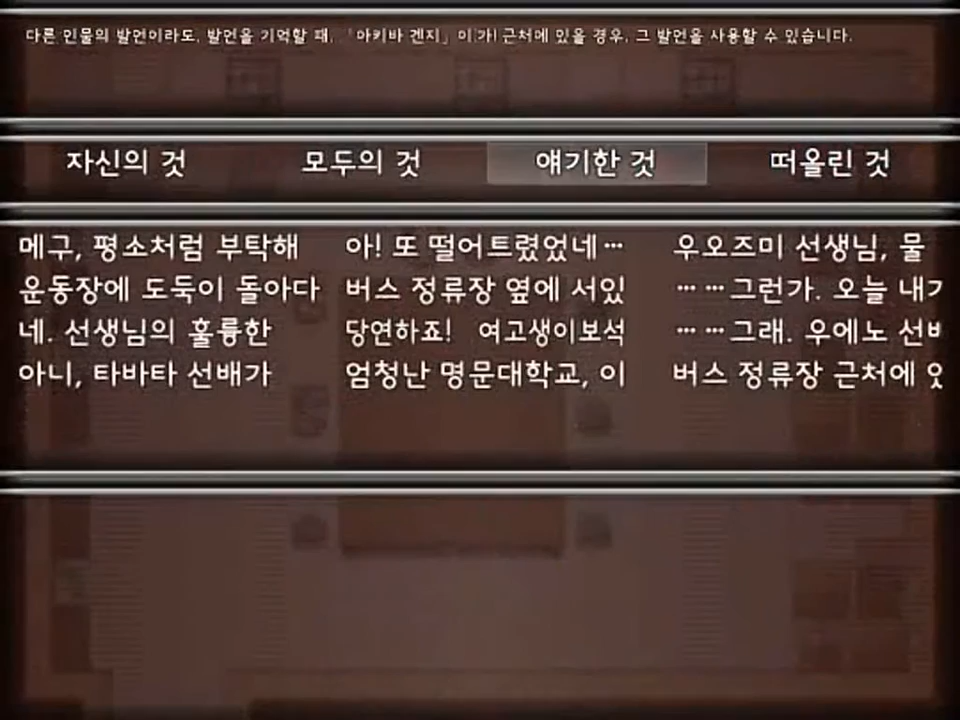 다른 인물의 발언이라도, 발언을 기억할 때, 「아키바 겐지」이(가) 근처에 있을 경우, 그 발언을 사용할 수 있습니다.
자신의 것 모두의 것 얘기한 것 떠올린 것
메구, 평소처럼 부탁해 아! 또 떨어트렸었네… 우오즈미 선생님, 물
운동장에 도둑이 돌아다 버스 정류장 옆에 서있 … …그런가. 오늘 내가
네. 선생님의 훌륭한 당연하죠! 여고생이보석 … …그래. 우에노 선배
아니, 타바타 선배가 엄청난 명문대학교, 이 버스 정류장 근처에